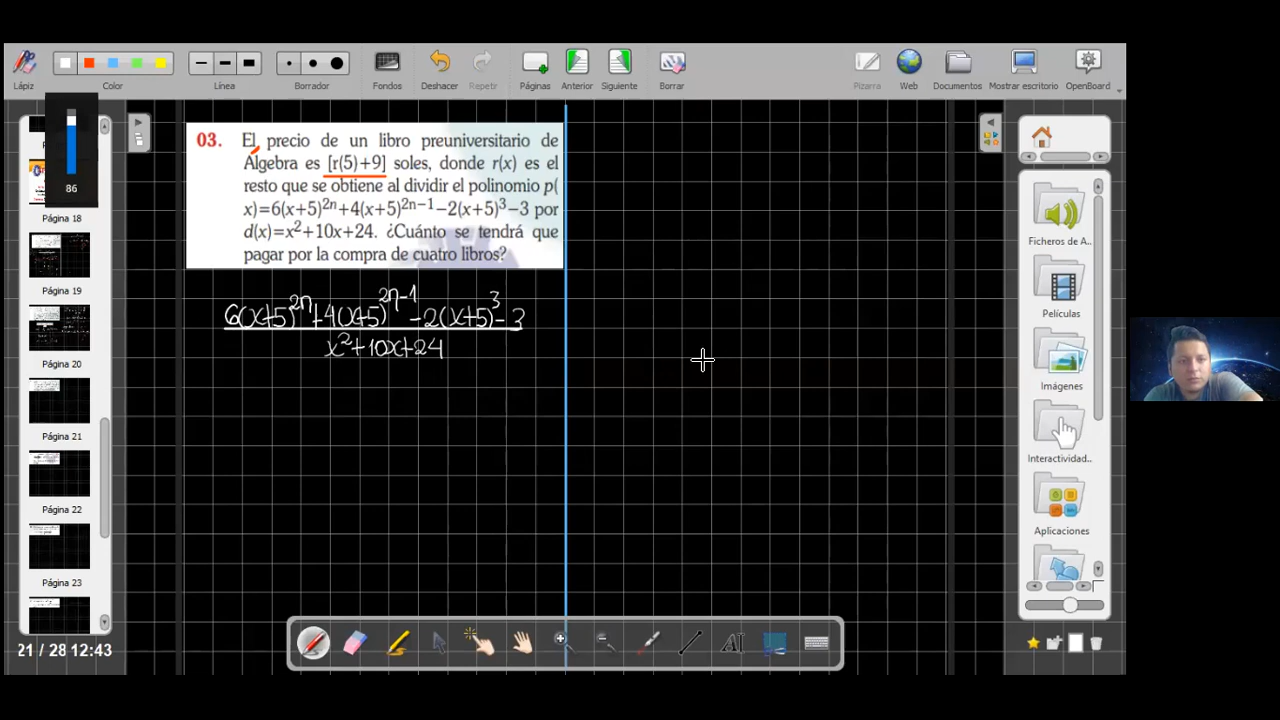 Lápiz
Color
Línea
Borrador
Fondos
Deshacer
Repetir
Páginas
Anterior
Siguiente
Borrar
Pizarra
Web
Documentos
Mostrar escritorio
OpenBoard
86
Página 18
Página 19
Página 20
Página 21
Página 22
Página 23
03. El precio de un libro preuniversitario de
Álgebra es [r(5)+9] soles, donde r(x) es el
resto que se obtiene al dividir el polinomio p(
x)=6(x+5)^{2n}+4(x+5)^{2n−1}−2(x+5)^3−3 por
d(x)=x^2+10x+24. ¿Cuánto se tendrá que
pagar por la compra de cuatro libros?
6(x+5)^{2n}+4(x+5)^{2n-1}-2(x+5)^3-3
x^2+10x+24
Ficheros de A..
Películas
Imágenes
Interactividad..
Aplicaciones
21 / 28 12:43